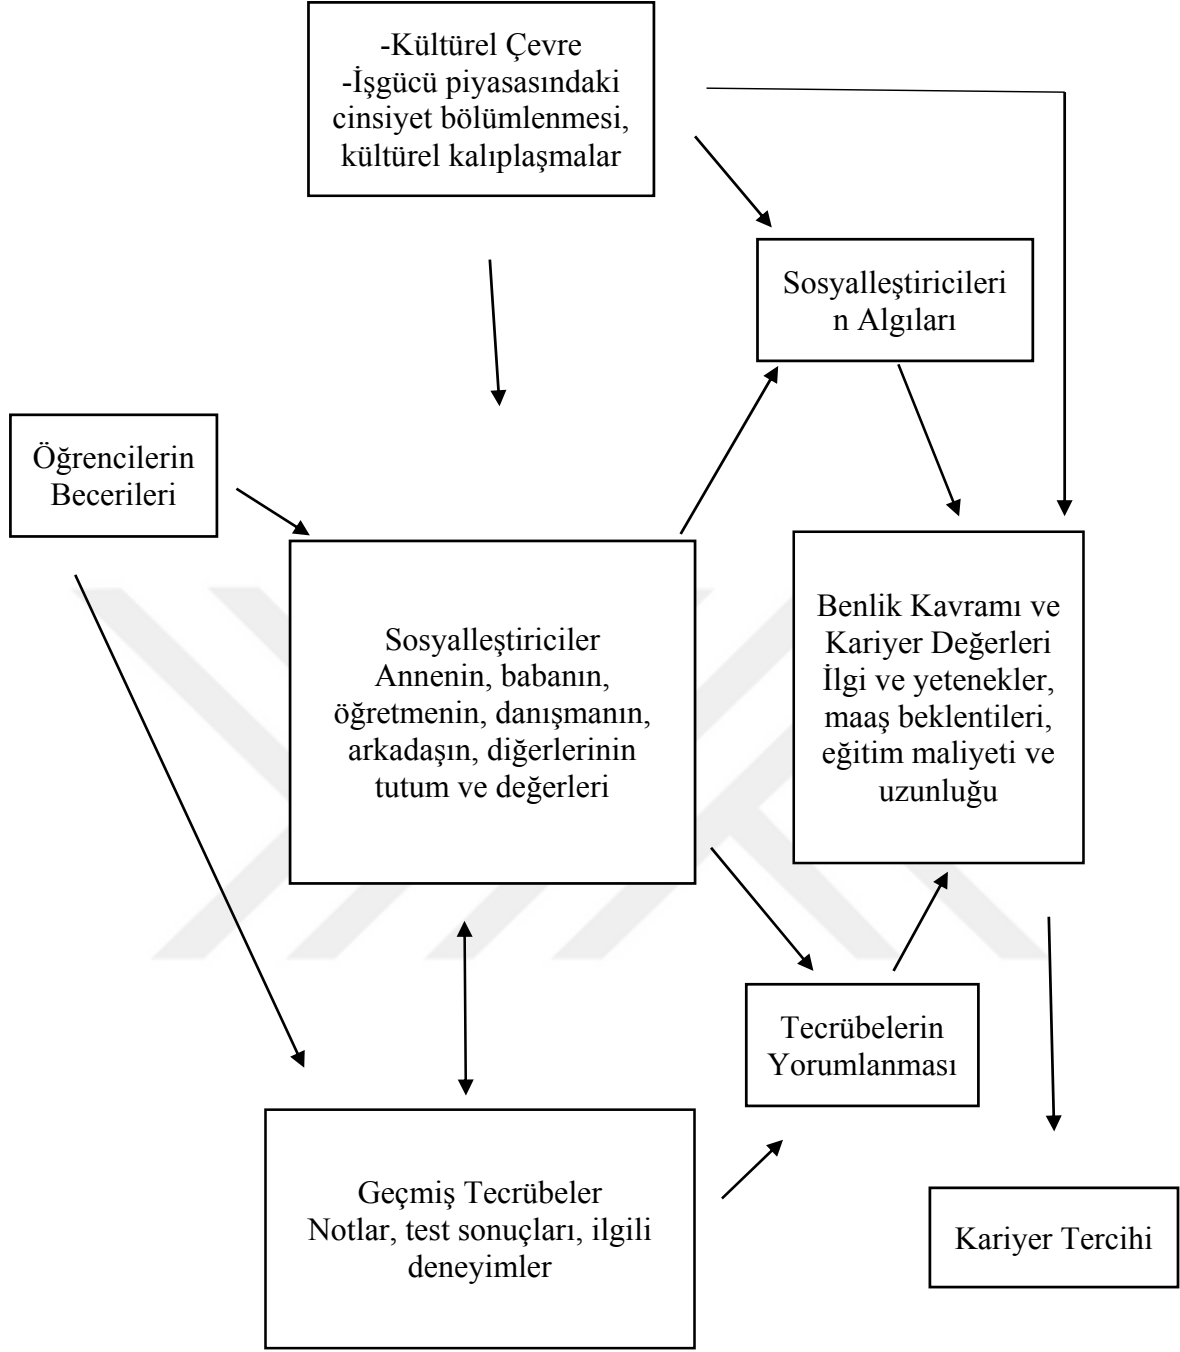 -Kültürel Çevre
-İşgücü piyasasındaki
cinsiyet bölümlenmesi,
kültürel kalıplaşmalar
Sosyalleştiricileri
n Algıları
Öğrencilerin
Becerileri
Sosyalleştiriciler
Annenin, babanın,
öğretmenin, danışmanın,
arkadaşın, diğerlerinin
tutum ve değerleri
Benlik Kavramı ve
Kariyer Değerleri
İlgi ve yetenekler,
maaş beklentileri,
eğitim maliyeti ve
uzunluğu
Tecrübelerin
Yorumlanması
Geçmiş Tecrübeler
Notlar, test sonuçları, ilgili
deneyimler
Kariyer Tercihi